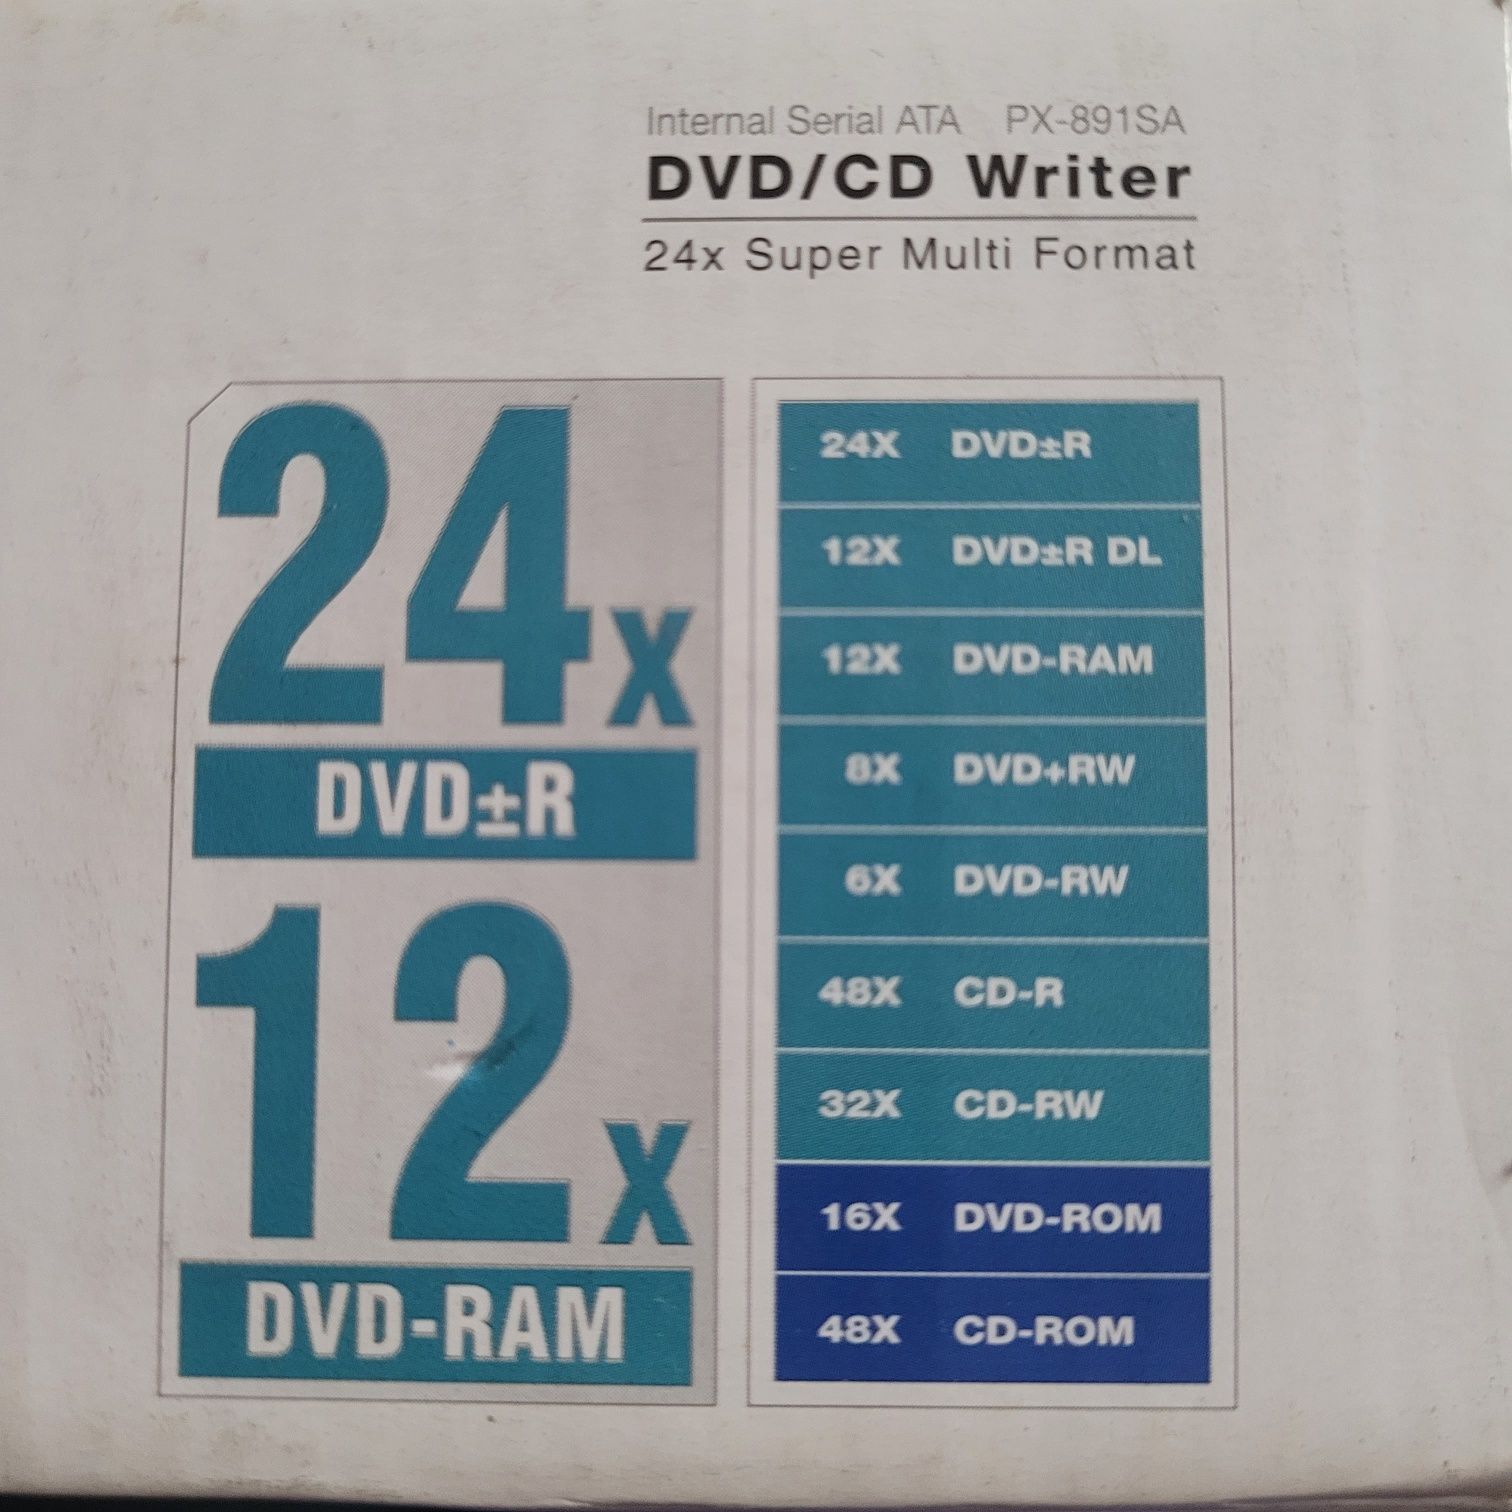 Internal Serial ATA PX-891SA
DVD/CD Writer
24x Super Multi Format
24x
DVD±R
12x
DVD-RAM
24X DVD±R
12X DVD±R DL
12X DVD-RAM
8X DVD+RW
6X DVD-RW
48X CD-R
32X CD-RW
16X DVD-ROM
48X CD-ROM